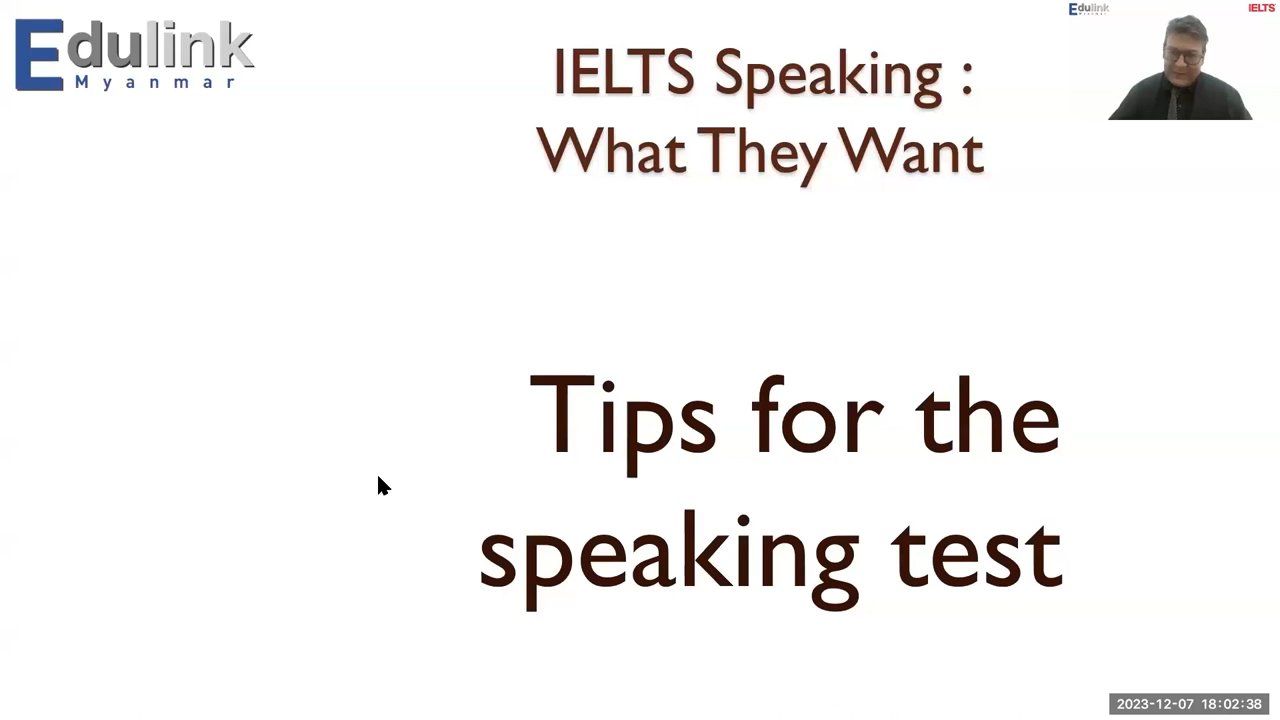 Edulink
Myanmar
IELTS Speaking :
What They Want
Edulink
Myanmar
IELTS
Tips for the
speaking test
2023-12-07 18:02:38